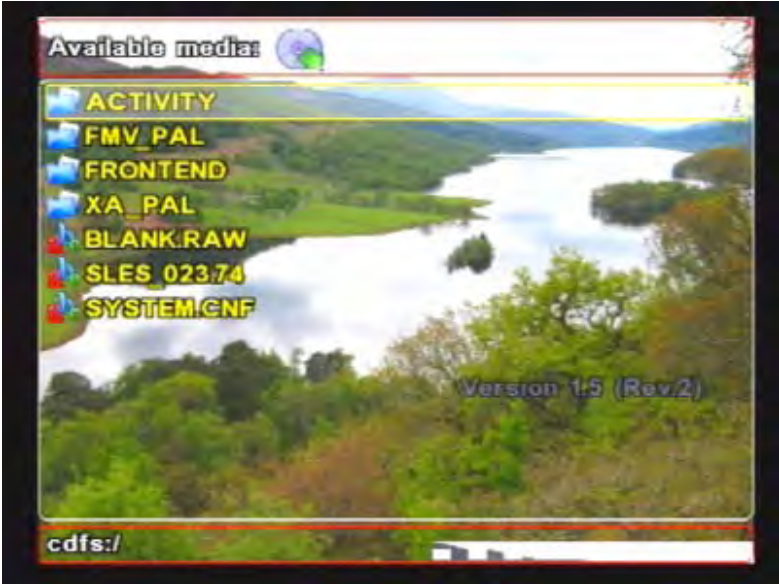 Available media:
ACTIVITY
FMV_PAL
FRONTEND
XA_PAL
BLANK.RAW
SLES_023.74
SYSTEM.CNF
Version 1.5 (Rev.2)
cdfs:/